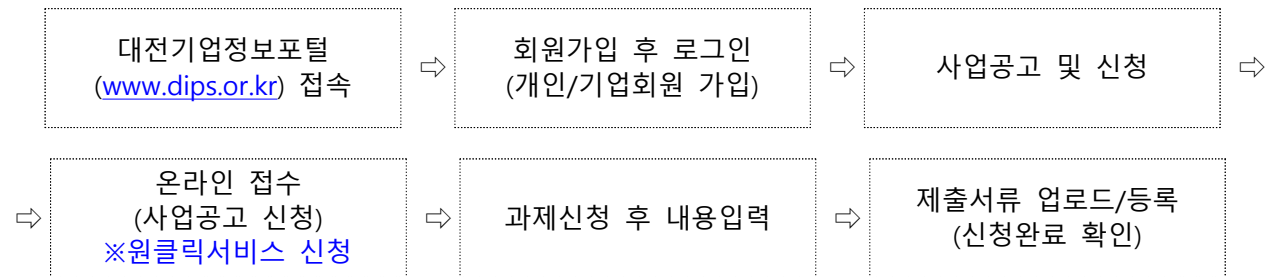 대전기업정보포털
(www.dips.or.kr) 접속
⇨
회원가입 후 로그인
(개인/기업회원 가입)
⇨
사업공고 및 신청
⇨
⇨
온라인 접수
(사업공고 신청)
※원클릭서비스 신청
⇨
과제신청 후 내용입력
⇨
제출서류 업로드/등록
(신청완료 확인)